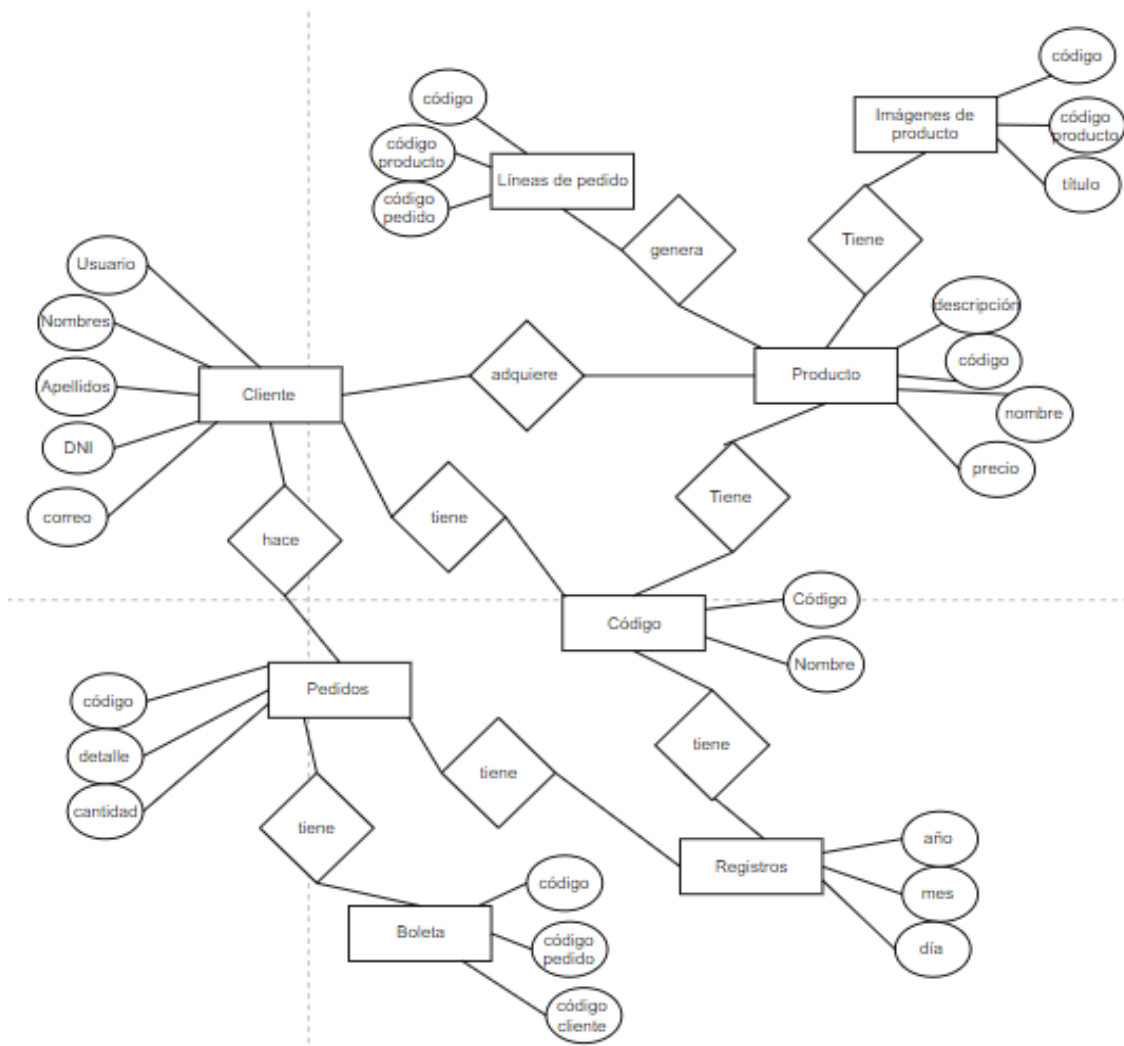 código
Imágenes de
producto
código
producto
título
código
código
producto
código
pedido
Líneas de pedido
genera
Tiene
Usuario
Nombres
Apellidos
DNI
correo
Cliente
adquiere
Producto
descripción
código
nombre
precio
hace
tiene
Tiene
Código
Código
Nombre
Pedidos
código
detalle
cantidad
tiene
tiene
tiene
Registros
año
mes
día
Boleta
código
código
pedido
código
cliente